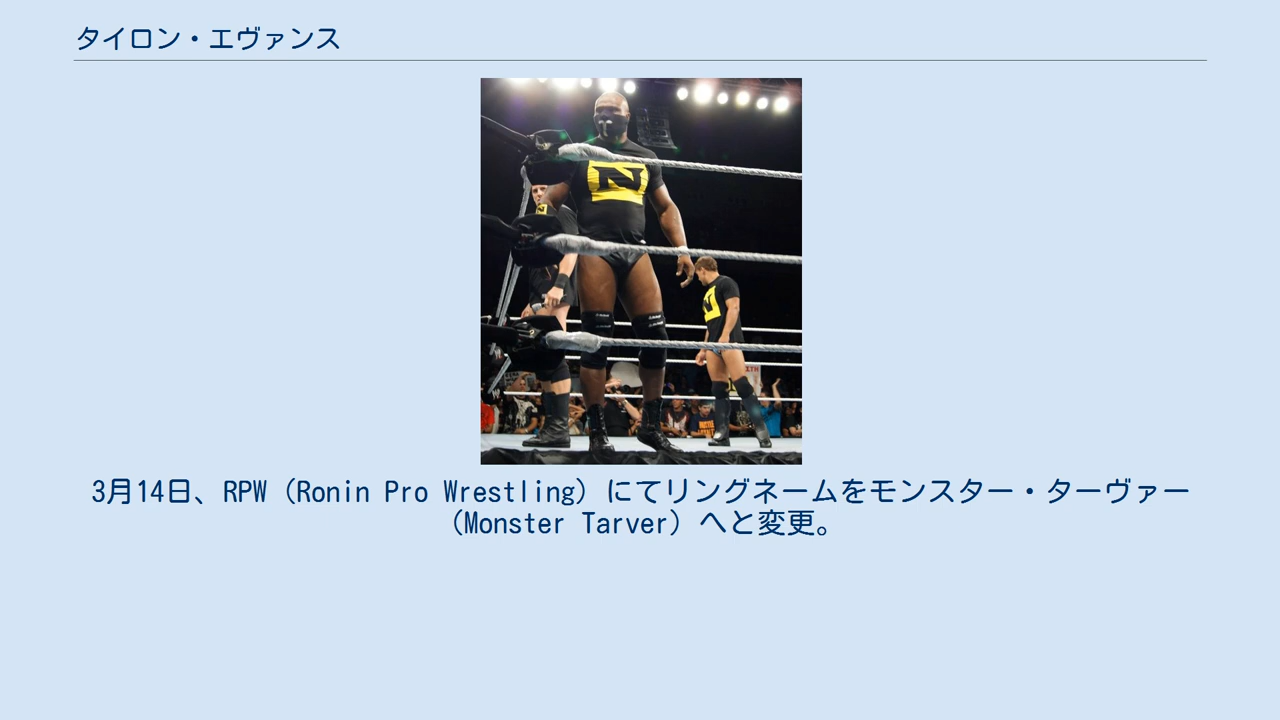 タイロン・エヴァンス
N
N
3月14日、RPW（Ronin Pro Wrestling）にてリングネームをモンスター・ターヴァー
（Monster Tarver）へと変更。